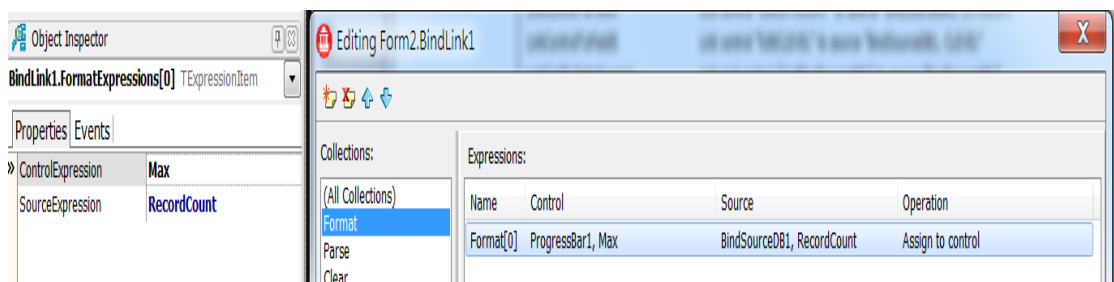 Object Inspector
BindLink1.FormatExpressions[0] TExpressionItem
Properties Events
ControlExpression Max
SourceExpression RecordCount
Editing Form2.BindLink1
X
Collections:
(All Collections)
Format
Parse
Clear
Expressions:
Name Control Source Operation
Format[0] ProgressBar1, Max BindSourceDB1, RecordCount Assign to control